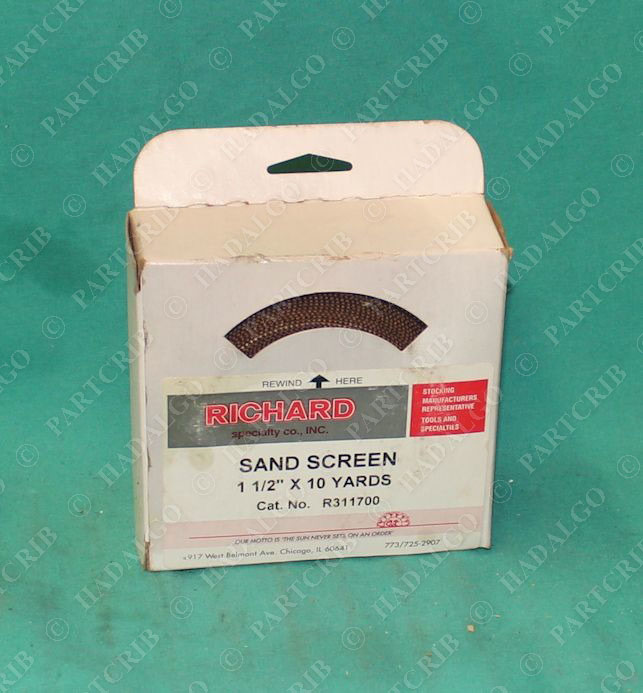 REWIND HERE
RICHARD
specialty co., INC.
STOCKING
MANUFACTURERS
REPRESENTATIVE
TOOLS AND
SPECIALTIES
SAND SCREEN
1 1/2" X 10 YARDS
Cat. No. R311700
OUR MOTTO IS 'THE SUN NEVER SETS ON AN ORDER'
4917 West Belmont Ave. Chicago, IL 60641 773/725-2907
© HADALGO
© PARTCRIB